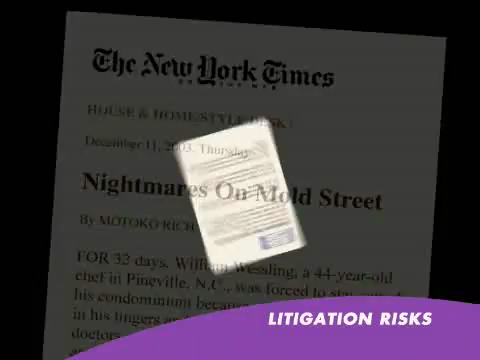 The New York Times
HOUSE & HOME/STYLE DESK
December 11, 2003, Thursday
Nightmares On Mold Street
By MOTOKO RICH
FOR 32 days, William Wessling, a 44-year-old
chef in Pineville, N.C., was forced to
his condominium because
in his fingers
doctors
LITIGATION RISKS